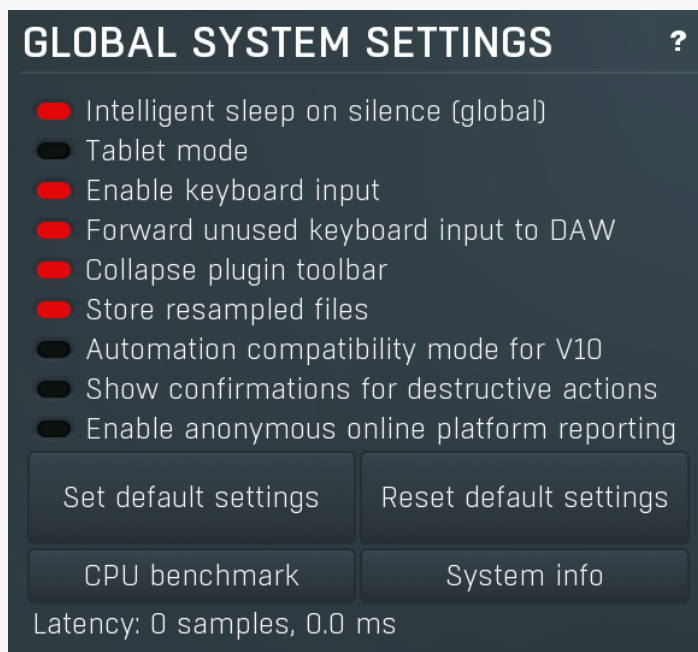 GLOBAL SYSTEM SETTINGS ?
Intelligent sleep on silence (global)
Tablet mode
Enable keyboard input
Forward unused keyboard input to DAW
Collapse plugin toolbar
Store resampled files
Automation compatibility mode for V10
Show confirmations for destructive actions
Enable anonymous online platform reporting
Set default settings
Reset default settings
CPU benchmark
System info
Latency: 0 samples, 0.0 ms